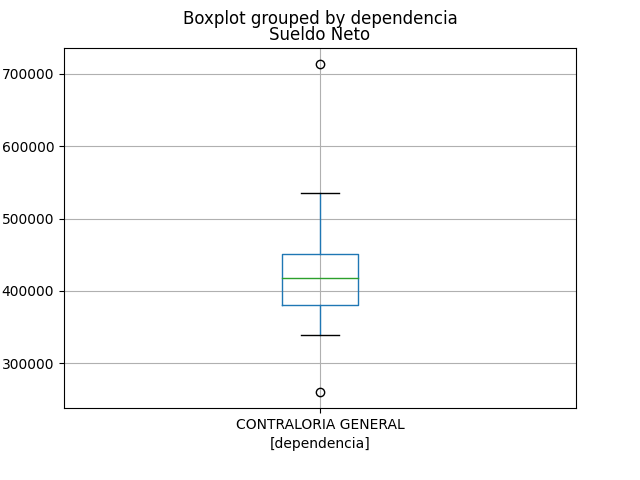 Boxplot grouped by dependencia
Sueldo Neto
700000
600000
500000
400000
300000
CONTRALORIA GENERAL
[dependencia]